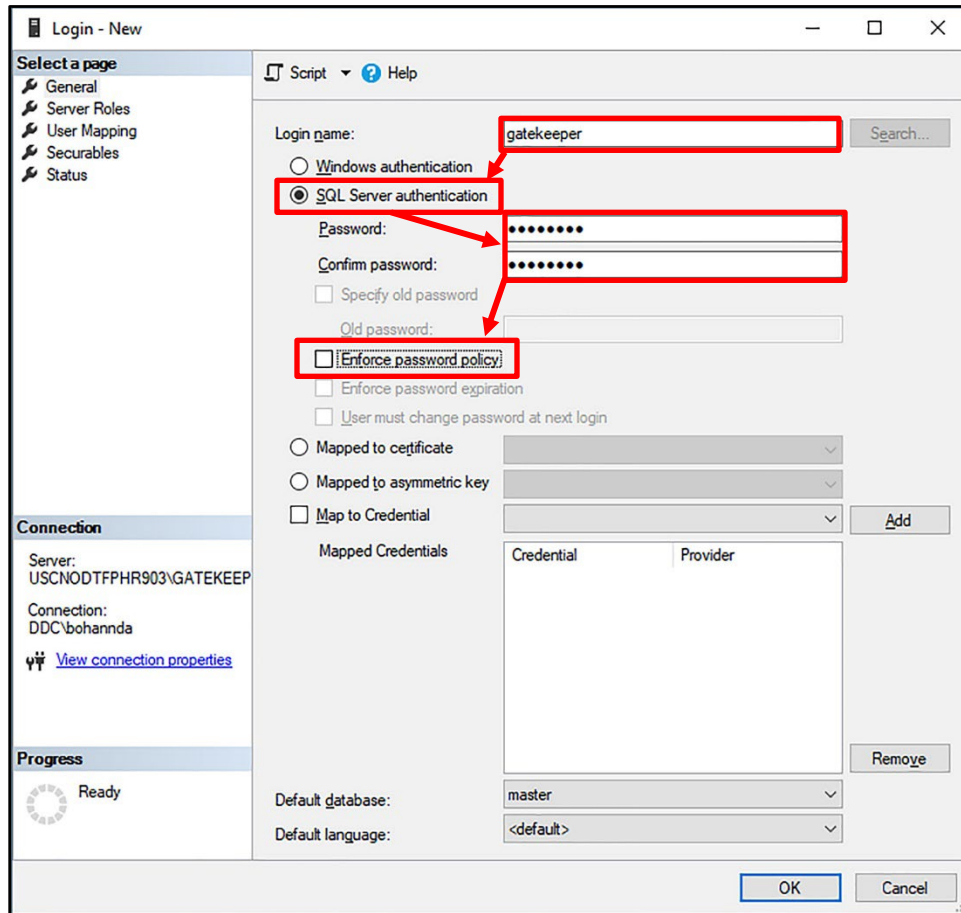 Login - New
Select a page
General
Server Roles
User Mapping
Securables
Status
Script
Help
Login name:
gatekeeper
Search...
Windows authentication
SQL Server authentication
Password:
●●●●●●●●
Confirm password:
●●●●●●●●
Specify old password
Old password:
Enforce password policy
Enforce password expiration
User must change password at next login
Mapped to certificate
Mapped to asymmetric key
Map to Credential
Add
Mapped Credentials
Credential
Provider
Remove
Default database:
master
Default language:
<default>
Connection
Server:
USCNODTFPHR903\GATEKEEP
Connection:
DDC\bohannda
View connection properties
Progress
Ready
OK
Cancel